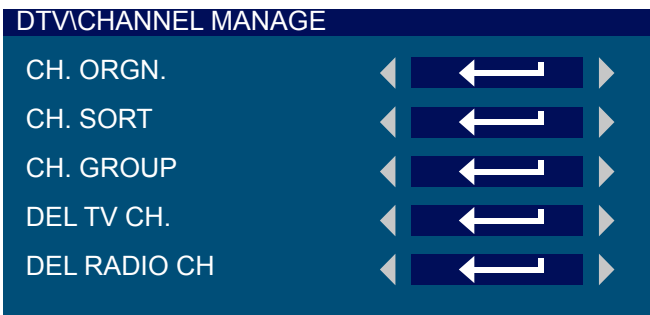 DTV\CHANNEL MANAGE
CH. ORGN.
CH. SORT
CH. GROUP
DEL TV CH.
DEL RADIO CH